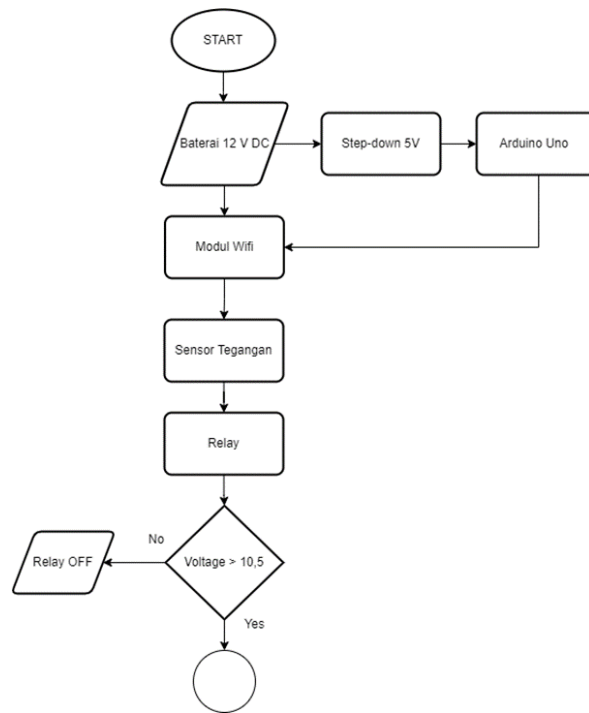 START
Baterai 12 V DC
Step-down 5V
Arduino Uno
Modul Wifi
Sensor Tegangan
Relay
No
Relay OFF
Voltage > 10,5
Yes